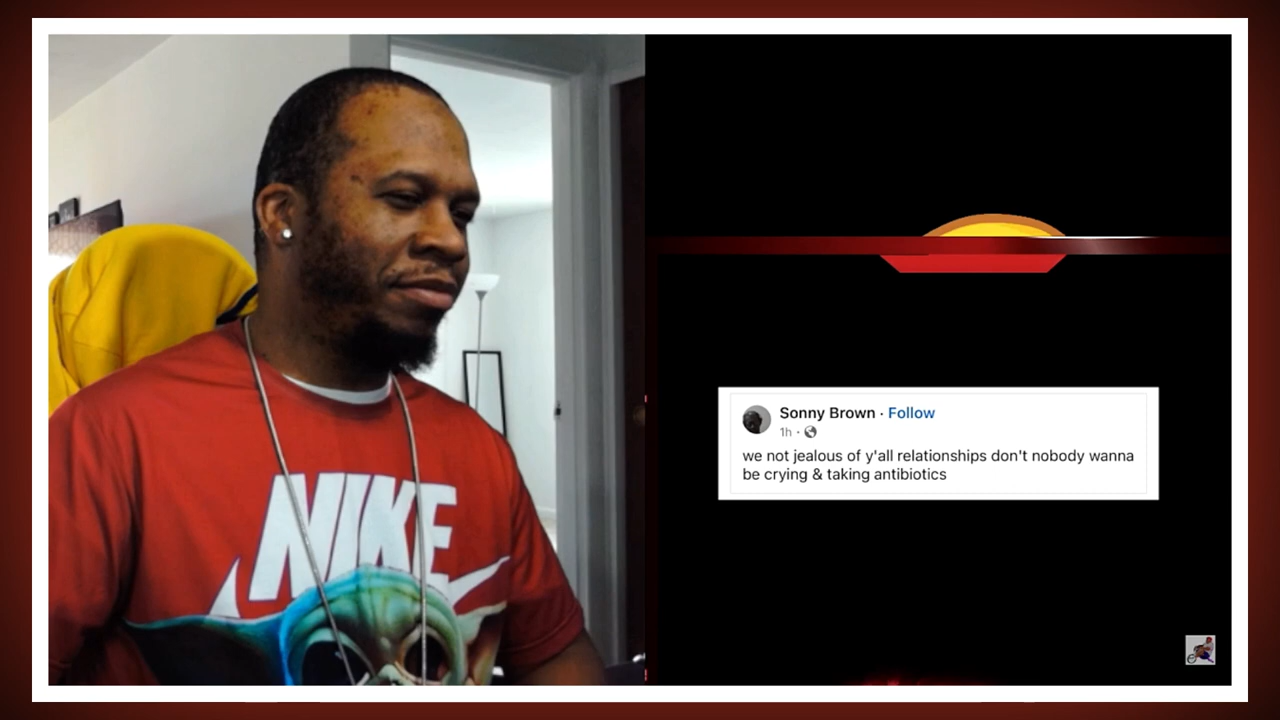 NIKE
Sonny Brown · Follow
1h ·
we not jealous of y'all relationships don't nobody wanna
be crying & taking antibiotics